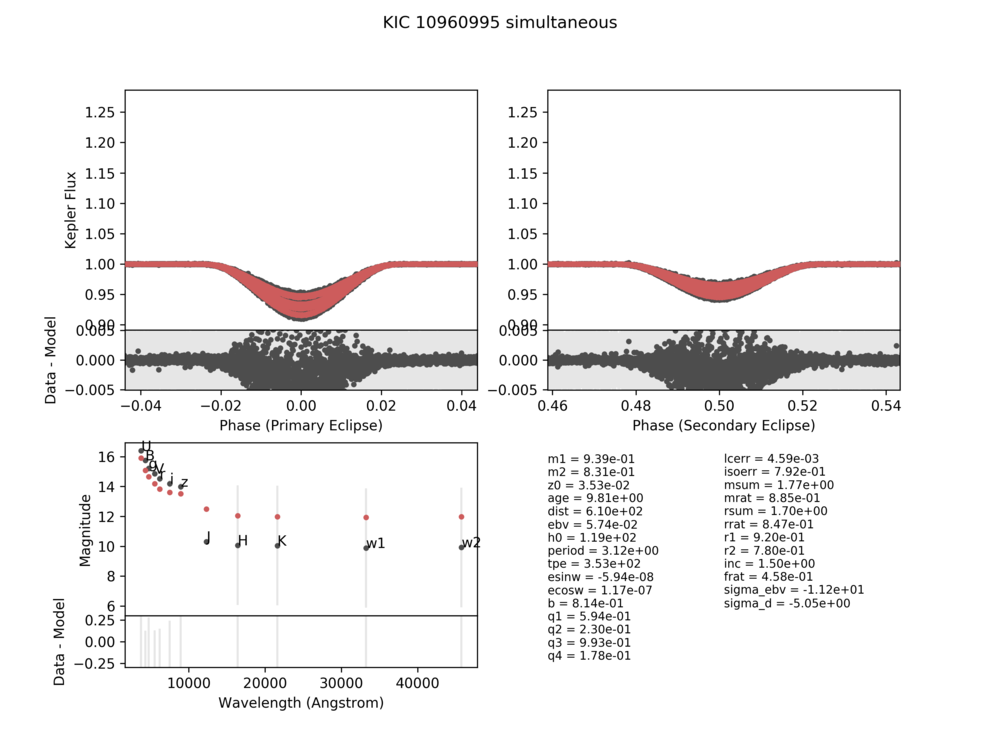 KIC 10960995 simultaneous
Kepler Flux
1.25
1.20
1.15
1.10
1.05
1.00
0.95
0.90
1.25
1.20
1.15
1.10
1.05
1.00
0.95
0.90
Data - Model
0.005
0.000
−0.005
0.005
0.000
−0.005
−0.04 −0.02 0.00 0.02 0.04
Phase (Primary Eclipse)
0.46 0.48 0.50 0.52 0.54
Phase (Secondary Eclipse)
Magnitude
16
14
12
10
8
6
U
B
g
V
r
i
z
J
H
K
w1
w2
Data - Model
0.25
0.00
−0.25
10000 20000 30000 40000
Wavelength (Angstrom)
m1 = 9.39e-01
m2 = 8.31e-01
z0 = 3.53e-02
age = 9.81e+00
dist = 6.10e+02
ebv = 5.74e-02
h0 = 1.19e+02
period = 3.12e+00
tpe = 3.53e+02
esinw = -5.94e-08
ecosw = 1.17e-07
b = 8.14e-01
q1 = 5.94e-01
q2 = 2.30e-01
q3 = 9.93e-01
q4 = 1.78e-01
lcerr = 4.59e-03
isoerr = 7.92e-01
msum = 1.77e+00
mrat = 8.85e-01
rsum = 1.70e+00
rrat = 8.47e-01
r1 = 9.20e-01
r2 = 7.80e-01
inc = 1.50e+00
frat = 4.58e-01
sigma_ebv = -1.12e+01
sigma_d = -5.05e+00